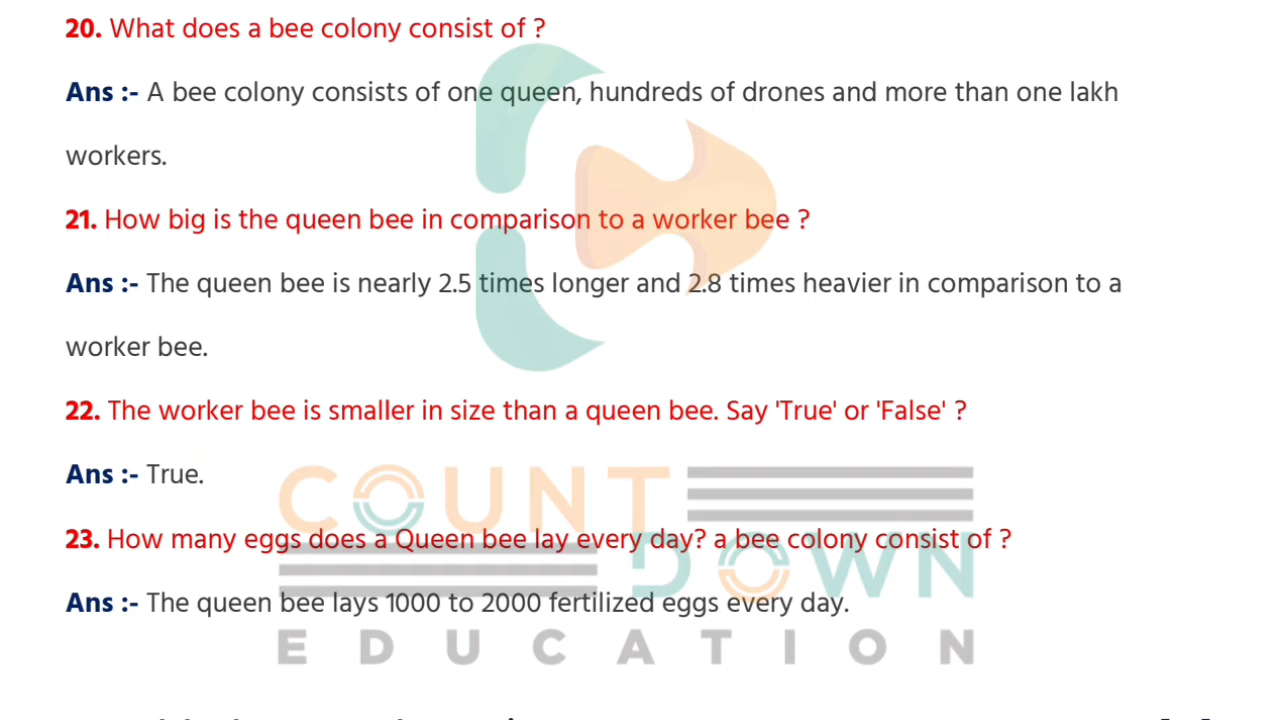 20. What does a bee colony consist of ?
Ans :- A bee colony consists of one queen, hundreds of drones and more than one lakh
workers.
21. How big is the queen bee in comparison to a worker bee ?
Ans :- The queen bee is nearly 2.5 times longer and 2.8 times heavier in comparison to a
worker bee.
22. The worker bee is smaller in size than a queen bee. Say 'True' or 'False' ?
Ans :- True.
COUNT
23. How many eggs does a Queen bee lay every day? a bee colony consist of ?
DOWN
Ans :- The queen bee lays 1000 to 2000 fertilized eggs every day.
EDUCATION